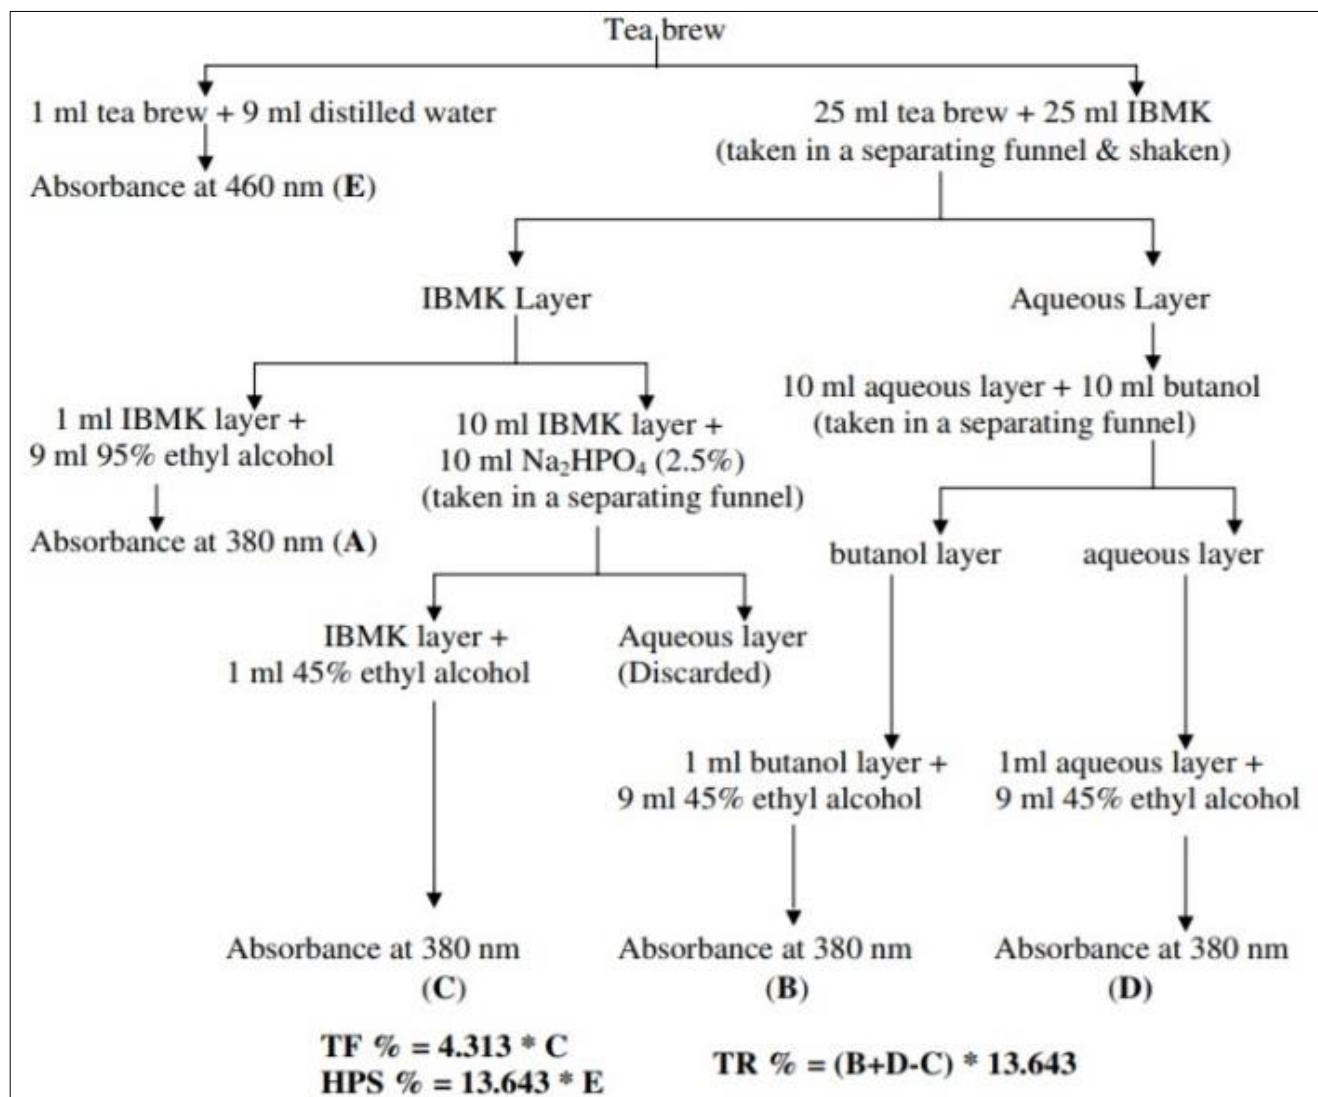 Tea brew
1 ml tea brew + 9 ml distilled water
Absorbance at 460 nm (E)
25 ml tea brew + 25 ml IBMK
(taken in a separating funnel & shaken)
IBMK Layer
Aqueous Layer
1 ml IBMK layer +
9 ml 95% ethyl alcohol
Absorbance at 380 nm (A)
10 ml IBMK layer +
10 ml Na₂HPO₄ (2.5%)
(taken in a separating funnel)
10 ml aqueous layer + 10 ml butanol
(taken in a separating funnel)
IBMK layer +
1 ml 45% ethyl alcohol
Aqueous layer
(Discarded)
butanol layer
aqueous layer
1 ml butanol layer +
9 ml 45% ethyl alcohol
1ml aqueous layer +
9 ml 45% ethyl alcohol
Absorbance at 380 nm
(C)
Absorbance at 380 nm
(B)
Absorbance at 380 nm
(D)
TF % = 4.313 * C
HPS % = 13.643 * E
TR % = (B+D-C) * 13.643